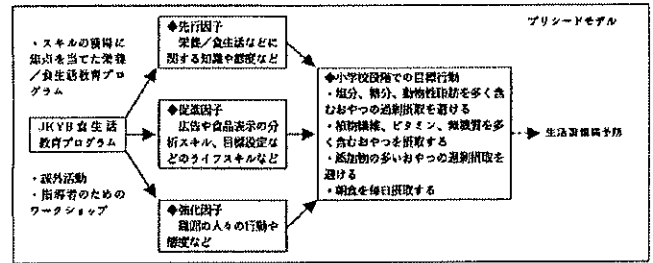 プリシードモデル
・スキルの獲得に
焦点を当てた栄養
／食生活教育プロ
グラム
JKYB食生活
教育プログラム
・課外活動
・指導者のための
ワークショップ
◆先行因子
栄養／食生活などに
関する知識や態度など
◆促進因子
広告や食品表示の分
析スキル、目標設定な
どのライフスキルなど
◆強化因子
周囲の人々の行動や
態度など
◆小学校段階での目標行動
・塩分、糖分、動物性脂肪を多く含
むおやつの過剰摂取を避ける
・植物繊維、ビタミン、無機質を多
く含むおやつを摂取する
・添加物の多いおやつの過剰摂取を
避ける
・朝食を毎日摂取する
生活習慣病予防